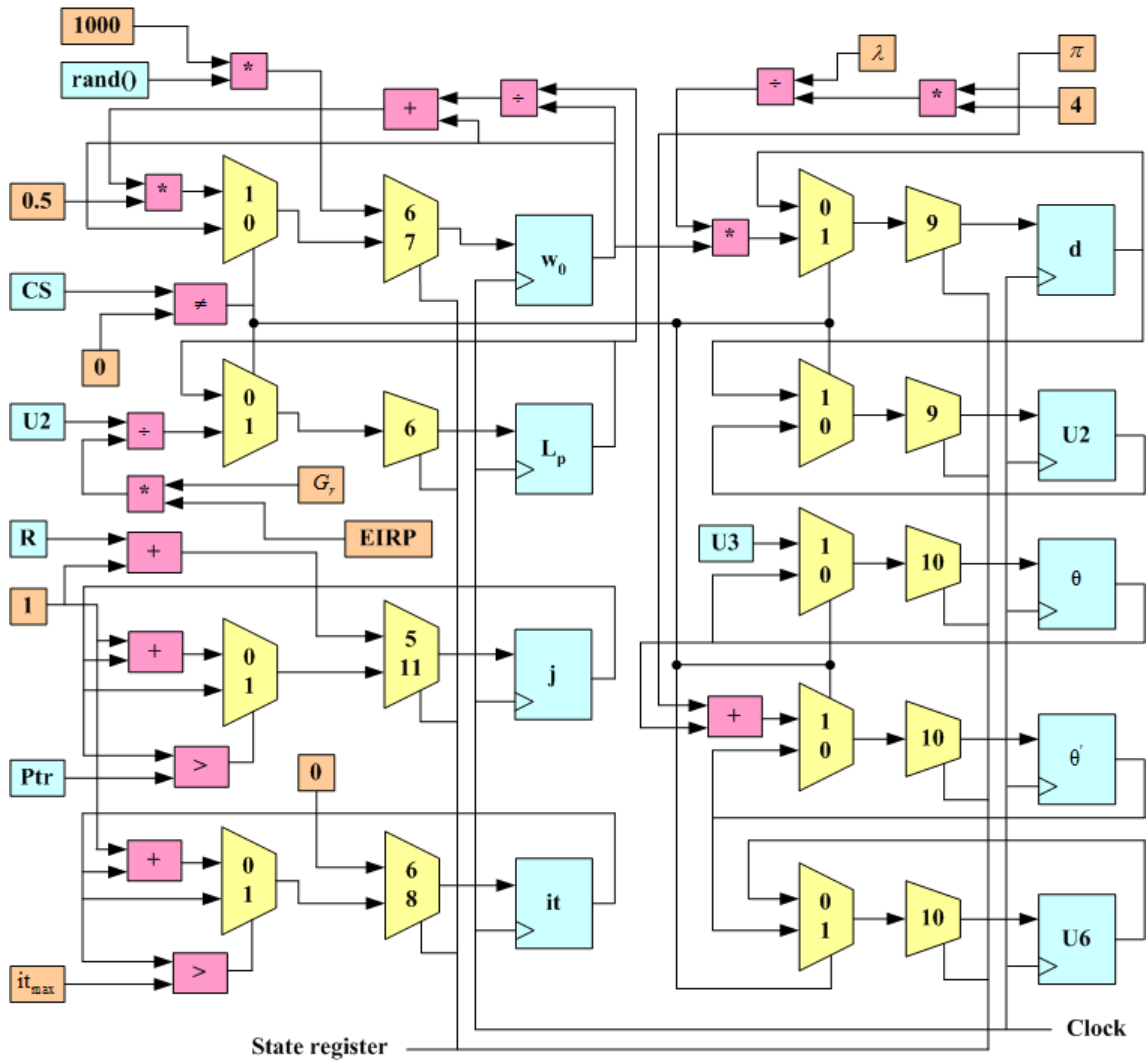 1000
rand()
*
+
÷
λ
÷
*
π
4
0.5
*
1
0
6
7
w₀
*
0
1
9
d
CS
≠
0
U2
÷
0
1
6
Lₚ
1
0
9
U2
*
Gᵣ
EIRP
R
+
U3
1
0
10
θ
1
+
0
1
5
11
j
+
1
0
10
θ'
Ptr
>
0
+
0
1
6
8
it
0
1
10
U6
it_max
>
Clock
State register